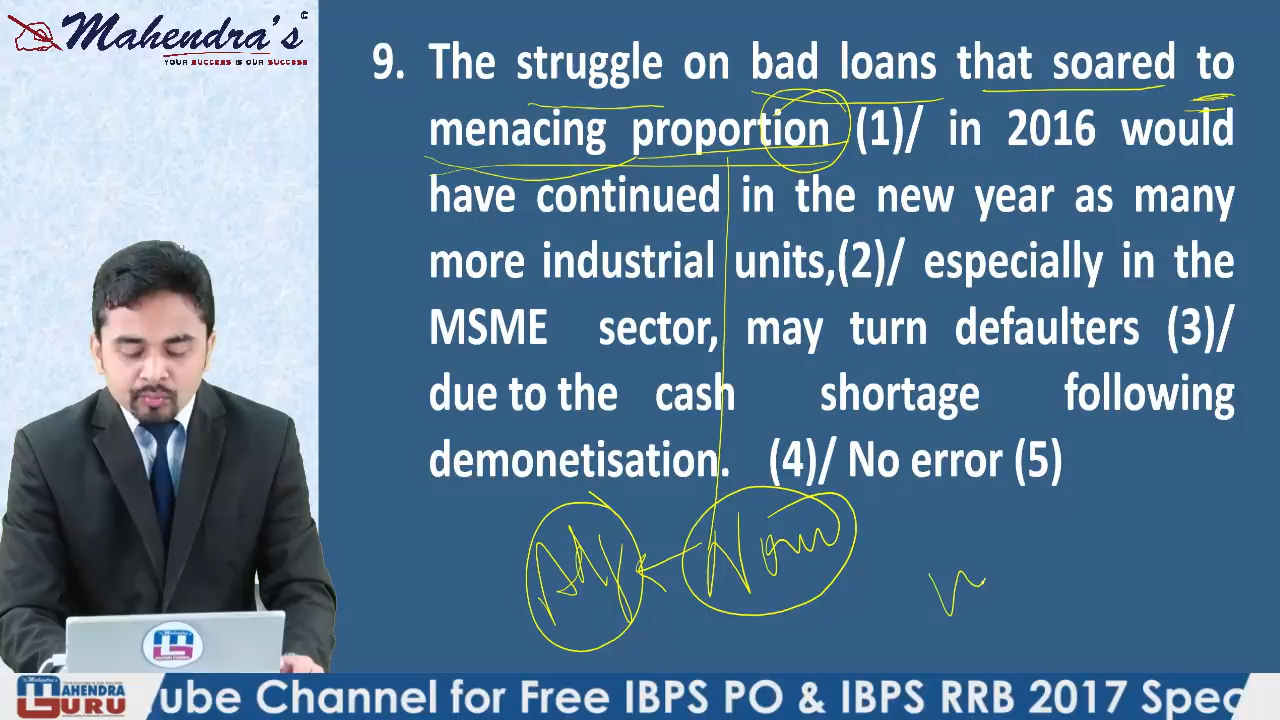 Mahendra's
YOUR SUCCESS IS OUR SUCCESS
9. The struggle on bad loans that soared to
menacing proportion (1)/ in 2016 would
have continued in the new year as many
more industrial units,(2)/ especially in the
MSME sector, may turn defaulters (3)/
due to the cash shortage following
demonetisation. (4)/ No error (5)
Adj Noun
MAHENDRA
GURU
ube Channel for Free IBPS PO & IBPS RRB 2017 Spec